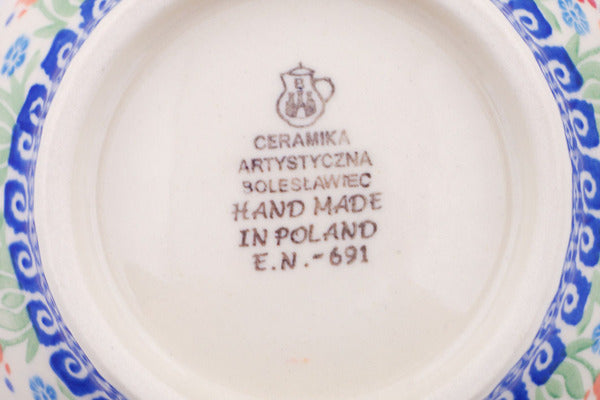 CERAMIKA
ARTYSTYCZNA
BOLESŁAWIEC
HAND MADE
IN POLAND
E.N.-691